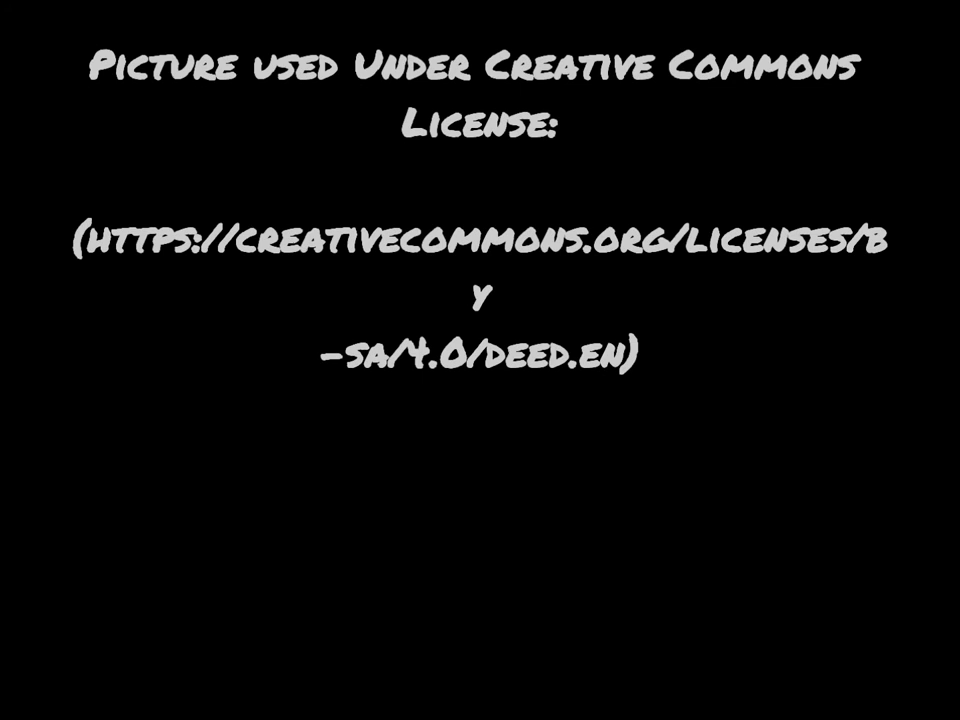 Picture used Under Creative Commons
License:
(https://creativecommons.org/licenses/b
y
-sa/4.0/deed.en)